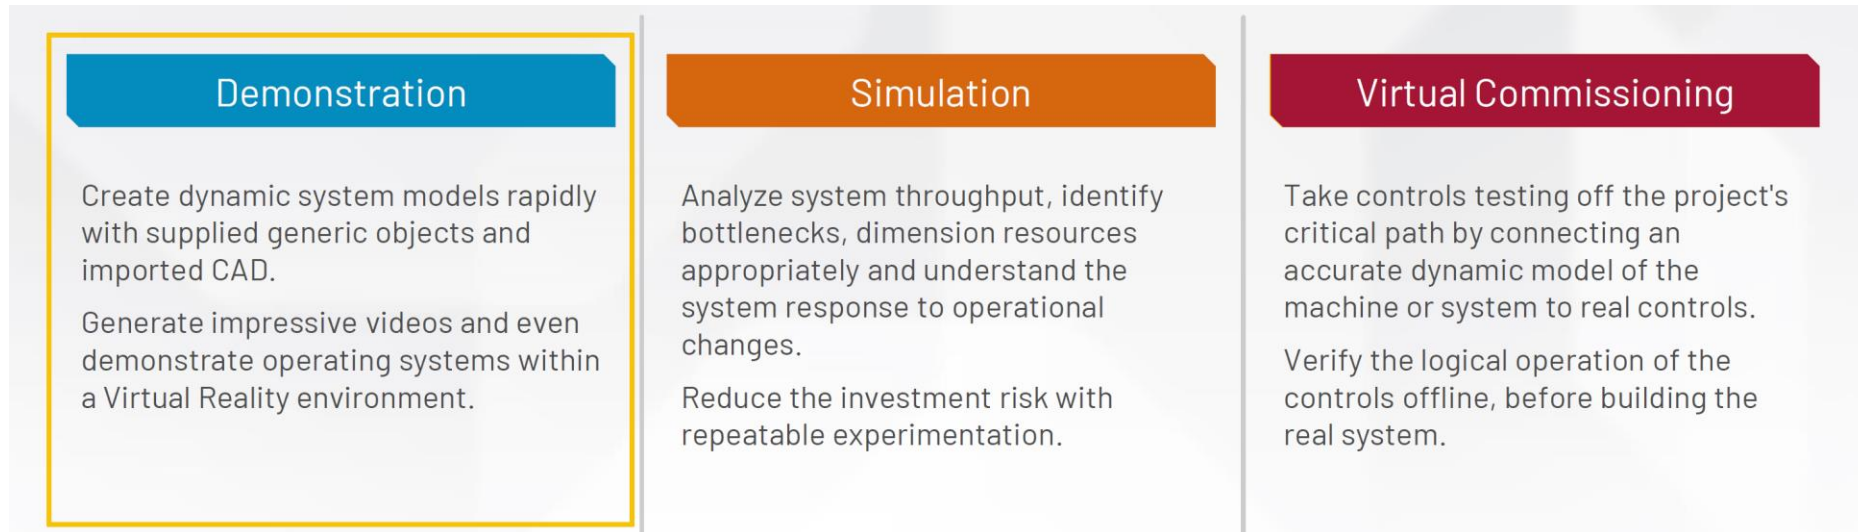 Demonstration
Create dynamic system models rapidly
with supplied generic objects and
imported CAD.
Generate impressive videos and even
demonstrate operating systems within
a Virtual Reality environment.
Simulation
Analyze system throughput, identify
bottlenecks, dimension resources
appropriately and understand the
system response to operational
changes.
Reduce the investment risk with
repeatable experimentation.
Virtual Commissioning
Take controls testing off the project's
critical path by connecting an
accurate dynamic model of the
machine or system to real controls.
Verify the logical operation of the
controls offline, before building the
real system.